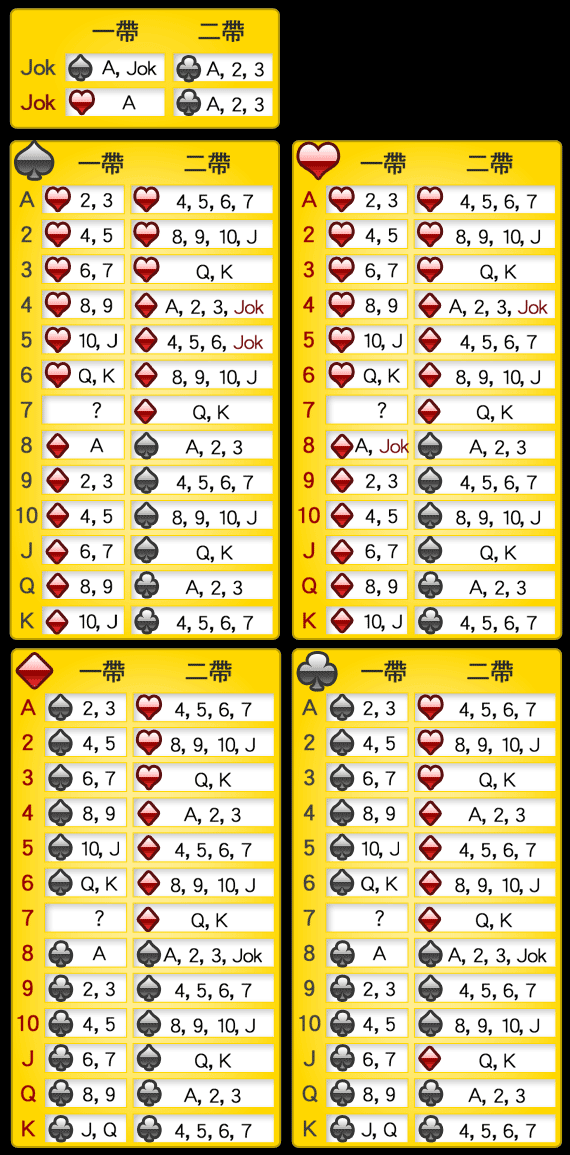 一帶 二帶
Jok ♠ A, Jok ♣ A, 2, 3
Jok ♥ A ♣ A, 2, 3
♠ 一帶 二帶
A ♥ 2, 3 ♥ 4, 5, 6, 7
2 ♥ 4, 5 ♥ 8, 9, 10, J
3 ♥ 6, 7 ♥ Q, K
4 ♥ 8, 9 ♦ A, 2, 3, Jok
5 ♥ 10, J ♦ 4, 5, 6, Jok
6 ♥ Q, K ♦ 8, 9, 10, J
7 ? ♦ Q, K
8 ♦ A ♠ A, 2, 3
9 ♦ 2, 3 ♠ 4, 5, 6, 7
10 ♦ 4, 5 ♠ 8, 9, 10, J
J ♦ 6, 7 ♠ Q, K
Q ♦ 8, 9 ♣ A, 2, 3
K ♦ 10, J ♣ 4, 5, 6, 7
♥ 一帶 二帶
A ♥ 2, 3 ♥ 4, 5, 6, 7
2 ♥ 4, 5 ♥ 8, 9, 10, J
3 ♥ 6, 7 ♥ Q, K
4 ♥ 8, 9 ♦ A, 2, 3, Jok
5 ♥ 10, J ♦ 4, 5, 6, 7
6 ♥ Q, K ♦ 8, 9, 10, J
7 ? ♦ Q, K
8 ♦ A, Jok ♠ A, 2, 3
9 ♦ 2, 3 ♠ 4, 5, 6, 7
10 ♦ 4, 5 ♠ 8, 9, 10, J
J ♦ 6, 7 ♠ Q, K
Q ♦ 8, 9 ♣ A, 2, 3
K ♦ 10, J ♣ 4, 5, 6, 7
♦ 一帶 二帶
A ♠ 2, 3 ♥ 4, 5, 6, 7
2 ♠ 4, 5 ♥ 8, 9, 10, J
3 ♠ 6, 7 ♥ Q, K
4 ♠ 8, 9 ♦ A, 2, 3
5 ♠ 10, J ♦ 4, 5, 6, 7
6 ♠ Q, K ♦ 8, 9, 10, J
7 ? ♦ Q, K
8 ♣ A ♠ A, 2, 3, Jok
9 ♣ 2, 3 ♠ 4, 5, 6, 7
10 ♣ 4, 5 ♠ 8, 9, 10, J
J ♣ 6, 7 ♠ Q, K
Q ♣ 8, 9 ♣ A, 2, 3
K ♣ J, Q ♣ 4, 5, 6, 7
♣ 一帶 二帶
A ♠ 2, 3 ♥ 4, 5, 6, 7
2 ♠ 4, 5 ♥ 8, 9, 10, J
3 ♠ 6, 7 ♥ Q, K
4 ♠ 8, 9 ♦ A, 2, 3
5 ♠ 10, J ♦ 4, 5, 6, 7
6 ♠ Q, K ♦ 8, 9, 10, J
7 ? ♦ Q, K
8 ♣ A ♠ A, 2, 3, Jok
9 ♣ 2, 3 ♠ 4, 5, 6, 7
10 ♣ 4, 5 ♠ 8, 9, 10, J
J ♣ 6, 7 ♦ Q, K
Q ♣ 8, 9 ♣ A, 2, 3
K ♣ J, Q ♣ 4, 5, 6, 7